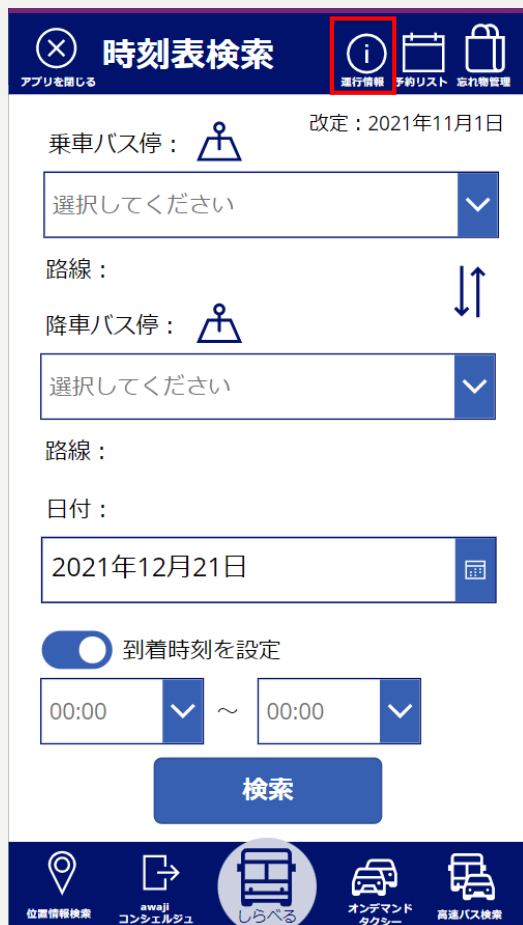 時刻表検索
アプリを閉じる
運行情報
予約リスト
忘れ物管理
改定：2021年11月1日
乗車バス停：
選択してください
路線：
降車バス停：
選択してください
路線：
日付：
2021年12月21日
到着時刻を設定
00:00 ～ 00:00
検索
位置情報検索
awaji
コンシェルジュ
しらべる
オンデマンド
タクシー
高速バス検索